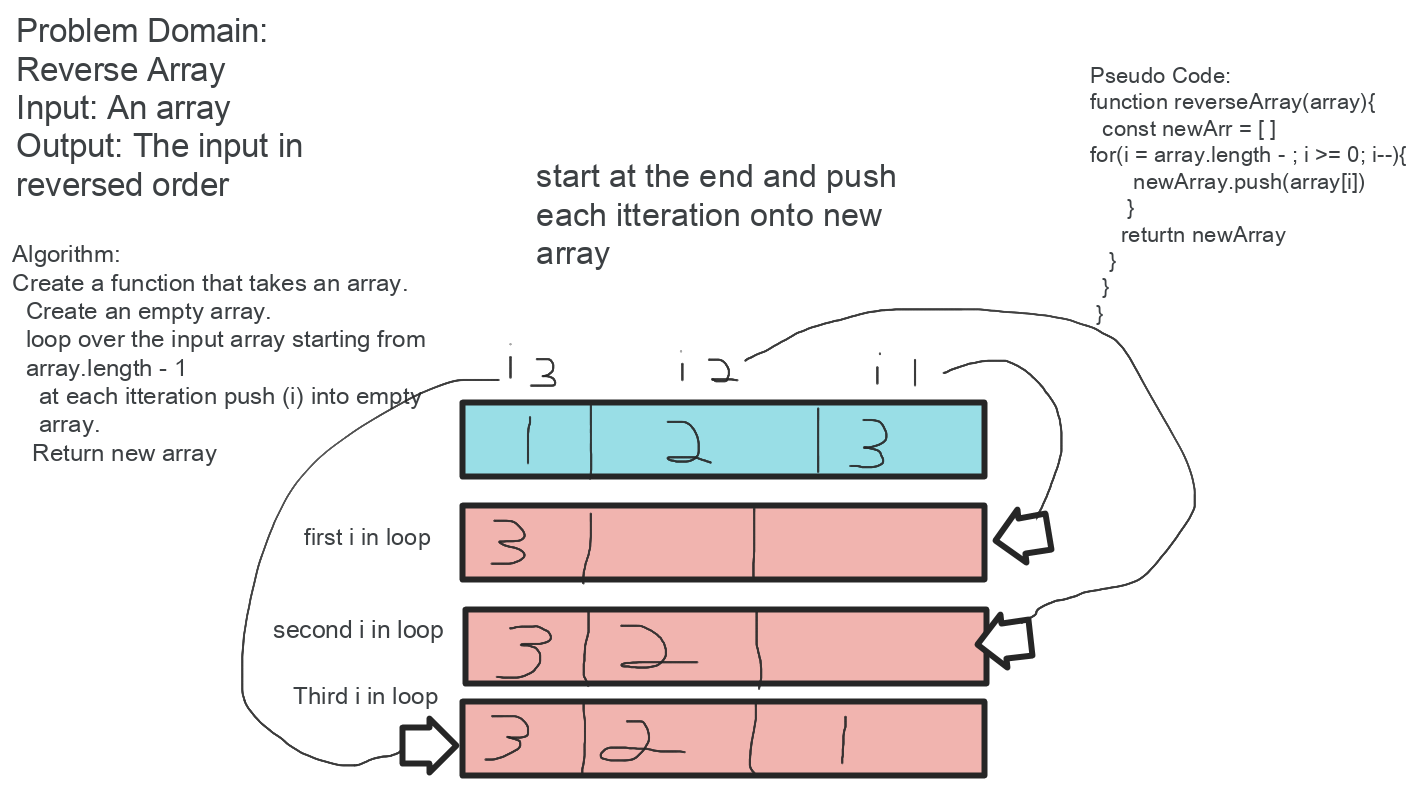 Problem Domain:
Reverse Array
Input: An array
Output: The input in
reversed order
Algorithm:
Create a function that takes an array.
Create an empty array.
loop over the input array starting from
array.length - 1
at each itteration push (i) into empty
array.
Return new array
start at the end and push
each itteration onto new
array
Pseudo Code:
function reverseArray(array){
const newArr = [ ]
for(i = array.length - ; i >= 0; i--){
newArray.push(array[i])
}
returtn newArray
}
}
}
i 3 i 2 i 1
1 2 3
first i in loop
3
second i in loop
3 2
Third i in loop
3 2 1